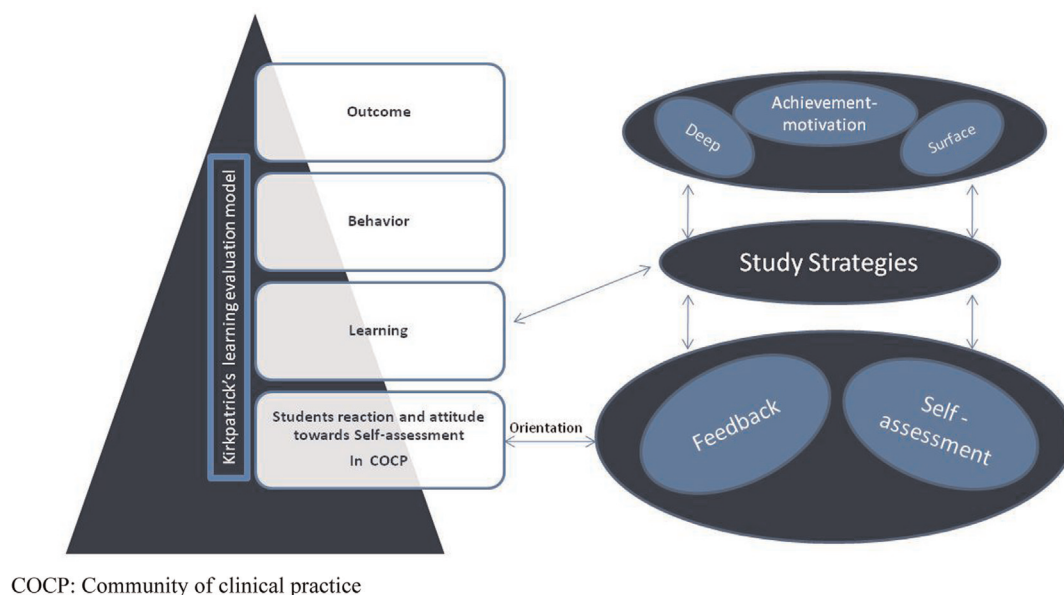 Kirkpatrick's learning evaluation model
Outcome
Behavior
Learning
Students reaction and attitude
towards Self-assessment
In COCP
Orientation
Achievement-
motivation
Deep
Surface
Study Strategies
Feedback
Self -
assessment
COCP: Community of clinical practice